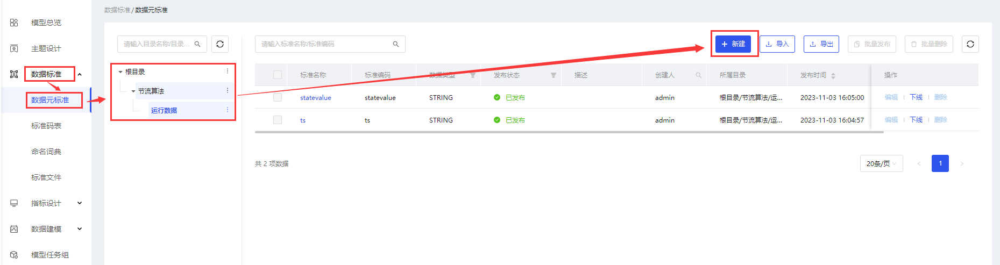 数据标准 / 数据元标准
模型总览
主题设计
数据标准
数据元标准
标准码表
命名词典
标准文件
指标设计
数据建模
模型任务组
请输入目录名称/目录...
根目录
节流算法
运行数据
请输入标准名称/标准编码
+ 新建
导入
导出
批量发布
批量删除
标准名称 标准编码 数据类型 发布状态 描述 创建人 所属目录 发布时间 操作
statevalue statevalue STRING 已发布 admin 根目录/节流算法/运... 2023-11-03 16:05:00 编辑 下线 删除
ts ts STRING 已发布 admin 根目录/节流算法/运... 2023-11-03 16:04:57 编辑 下线 删除
共 2 项数据
20条/页
1